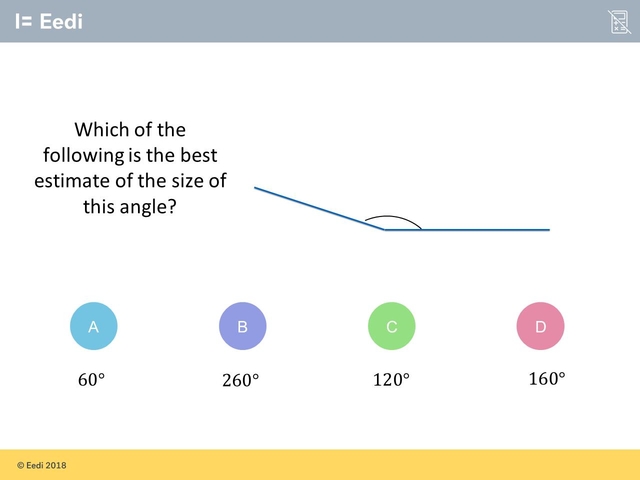 I= Eedi
Which of the
following is the best
estimate of the size of
this angle?
A
B
C
D
60°
260°
120°
160°
© Eedi 2018